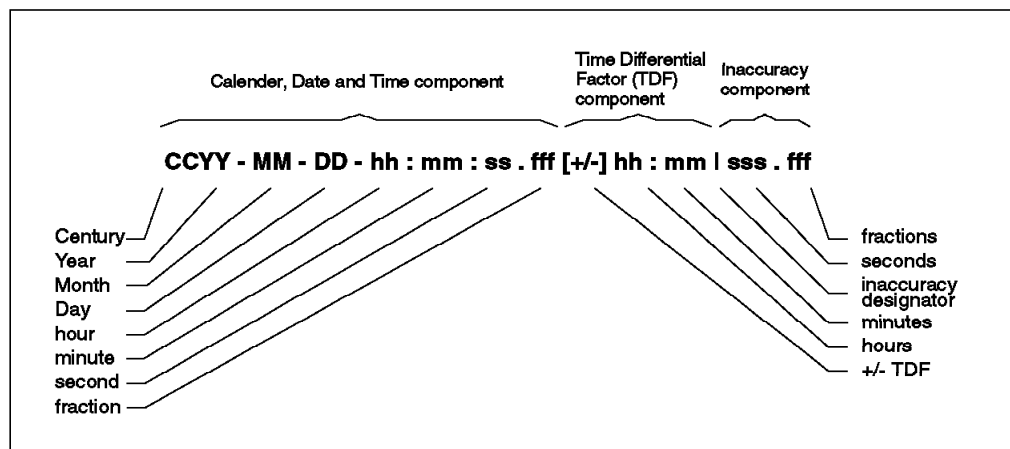 Calender, Date and Time component
Time Differential
Factor (TDF)
component
Inaccuracy
component
CCYY - MM - DD - hh : mm : ss . fff [+/-] hh : mm I sss . fff
Century
Year
Month
Day
hour
minute
second
fraction
fractions
seconds
inaccuracy
designator
minutes
hours
+/- TDF